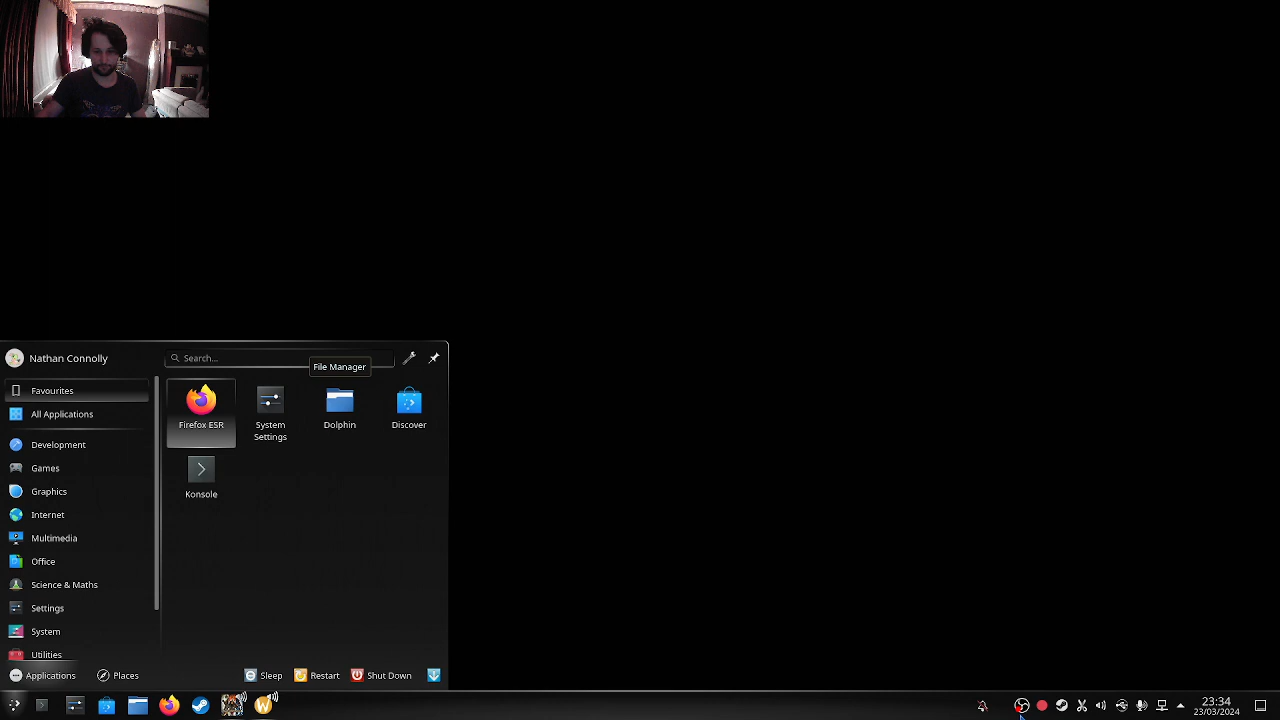 Nathan Connolly
Search...
File Manager
Favourites
All Applications
Development
Games
Graphics
Internet
Multimedia
Office
Science & Maths
Settings
System
Utilities
Firefox ESR
System
Settings
Dolphin
Discover
Konsole
Applications
Places
Sleep
Restart
Shut Down
W
23:34
23/03/2024